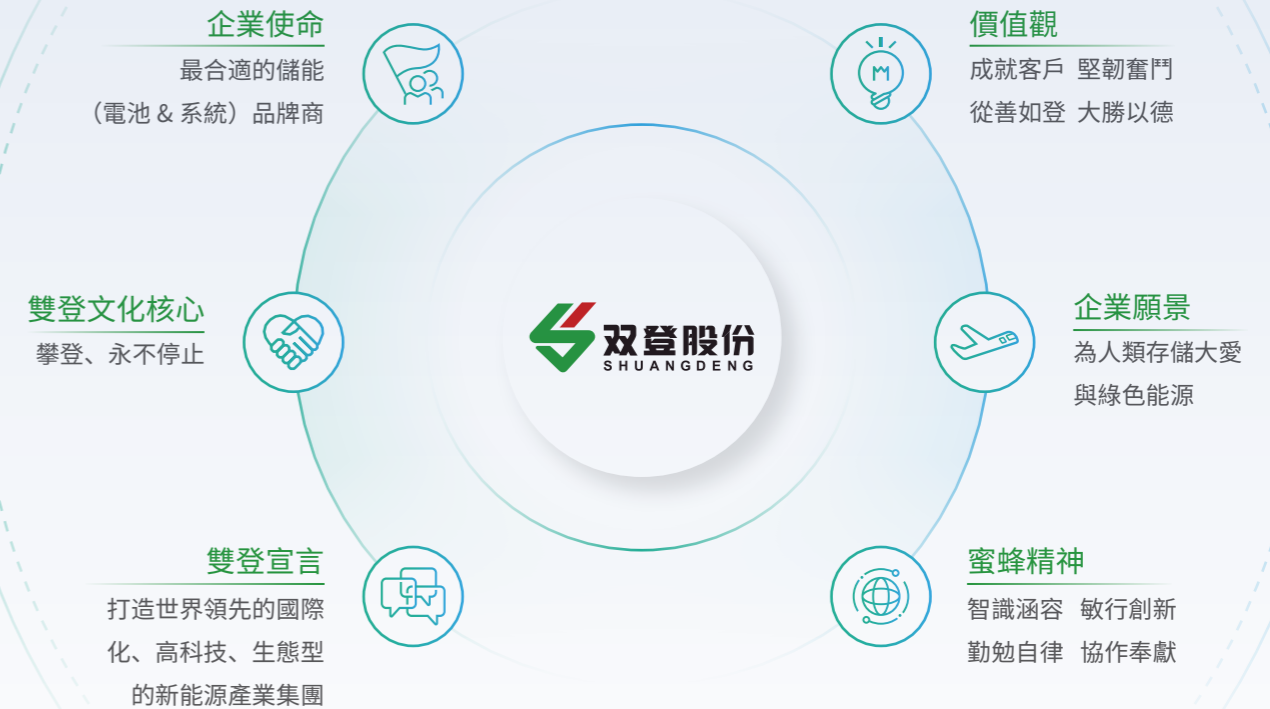 企業使命
最合適的儲能
（電池 & 系統）品牌商
價值觀
成就客戶 堅韌奮鬥
從善如登 大勝以德
雙登文化核心
攀登、永不停止
双登股份
SHUANGDENG
企業願景
為人類存儲大愛
與綠色能源
雙登宣言
打造世界領先的國際
化、高科技、生態型
的新能源產業集團
蜜蜂精神
智識涵容 敏行創新
勤勉自律 協作奉獻